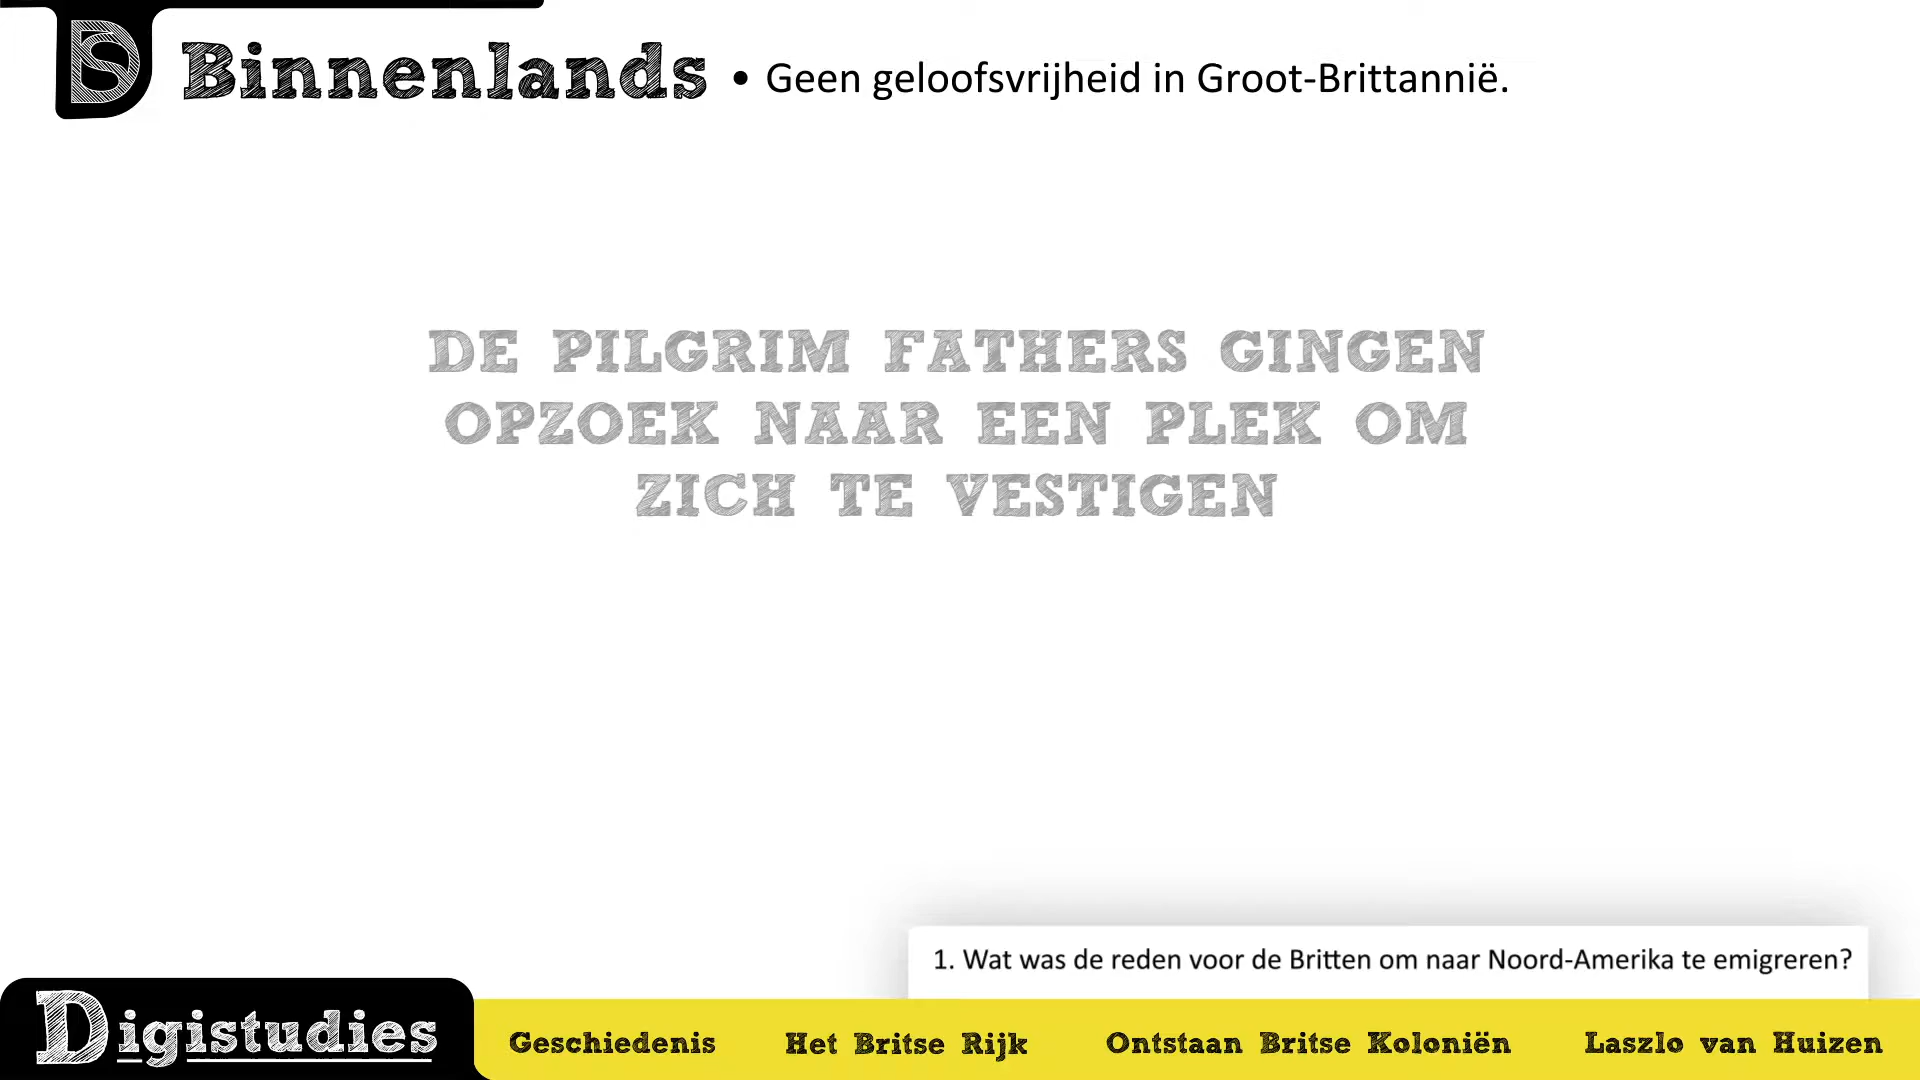 DS Binnenlands • Geen geloofsvrijheid in Groot-Brittannië.
DE PILGRIM FATHERS GINGEN
OPZOEK NAAR EEN PLEK OM
ZICH TE VESTIGEN
1. Wat was de reden voor de Britten om naar Noord-Amerika te emigreren?
Digistudies Geschiedenis Het Britse Rijk Ontstaan Britse Koloniën Laszlo van Huizen